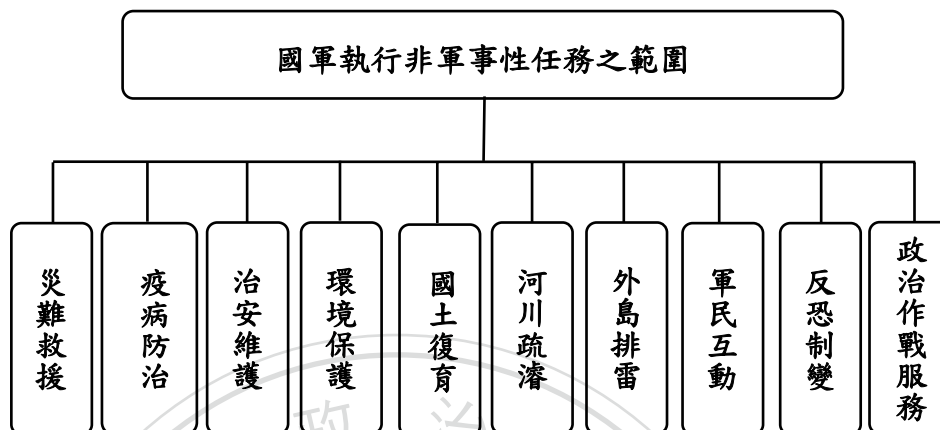 國軍執行非軍事性任務之範圍
災難救援
疫病防治
治安維護
環境保護
國土復育
河川疏濬
外島排雷
軍民互動
反恐制變
政治作戰服務
政治